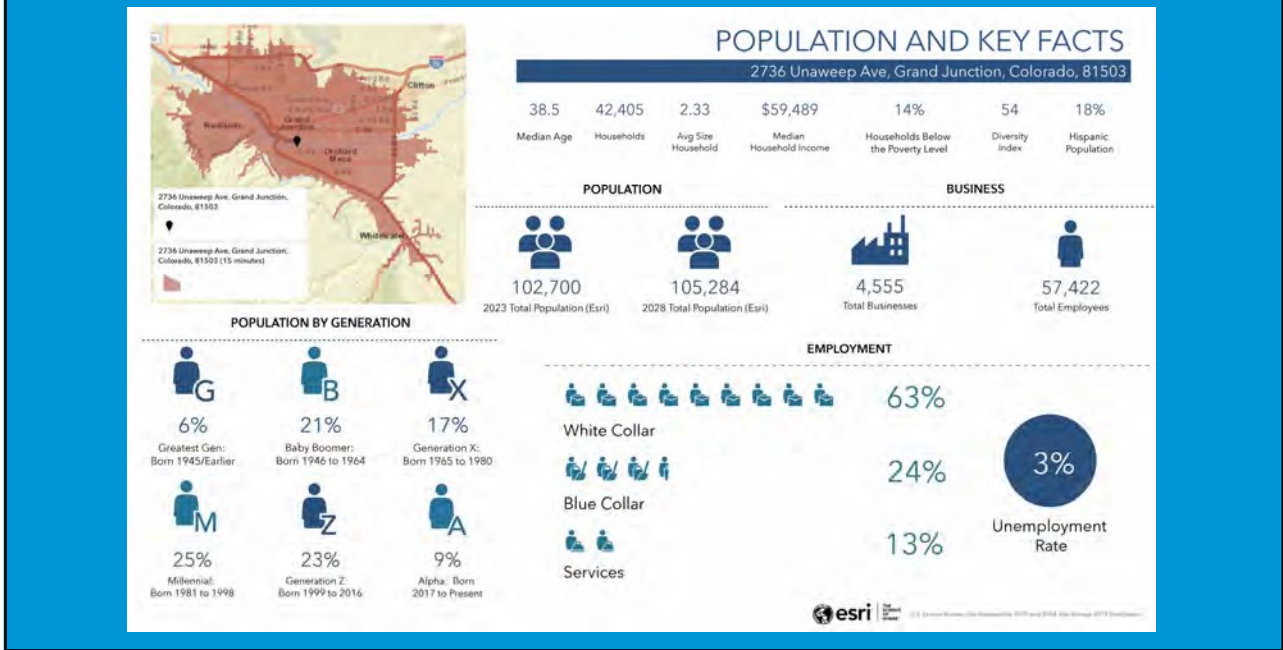 POPULATION AND KEY FACTS
2736 Unaweep Ave, Grand Junction, Colorado, 81503
38.5
Median Age
42,405
Households
2.33
Avg Size
Household
$59,489
Median
Household Income
14%
Households Below
the Poverty Level
54
Diversity
Index
18%
Hispanic
Population
Clifton
Redlands
Grand
Junction
Orchard
Mesa
Whitewater
70
2736 Unaweep Ave, Grand Junction,
Colorado, 81503
2736 Unaweep Ave, Grand Junction,
Colorado, 81503 (15 minutes)
POPULATION
102,700
2023 Total Population (Esri)
105,284
2028 Total Population (Esri)
BUSINESS
4,555
Total Businesses
57,422
Total Employees
POPULATION BY GENERATION
G
6%
Greatest Gen:
Born 1945/Earlier
B
21%
Baby Boomer:
Born 1946 to 1964
X
17%
Generation X:
Born 1965 to 1980
M
25%
Millennial:
Born 1981 to 1998
Z
23%
Generation Z:
Born 1999 to 2016
A
9%
Alpha: Born
2017 to Present
EMPLOYMENT
63%
White Collar
24%
Blue Collar
13%
Services
3%
Unemployment
Rate
esri
THE
SCIENCE
OF
WHERE